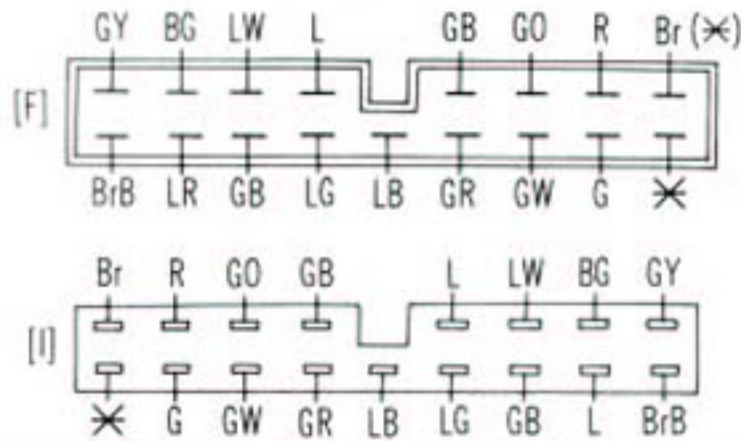 GY BG LW L GB GO R Br (✳)
[F]
BrB LR GB LG LB GR GW G ✳
Br R GO GB L LW BG GY
[I]
✳ G GW GR LB LG GB L BrB